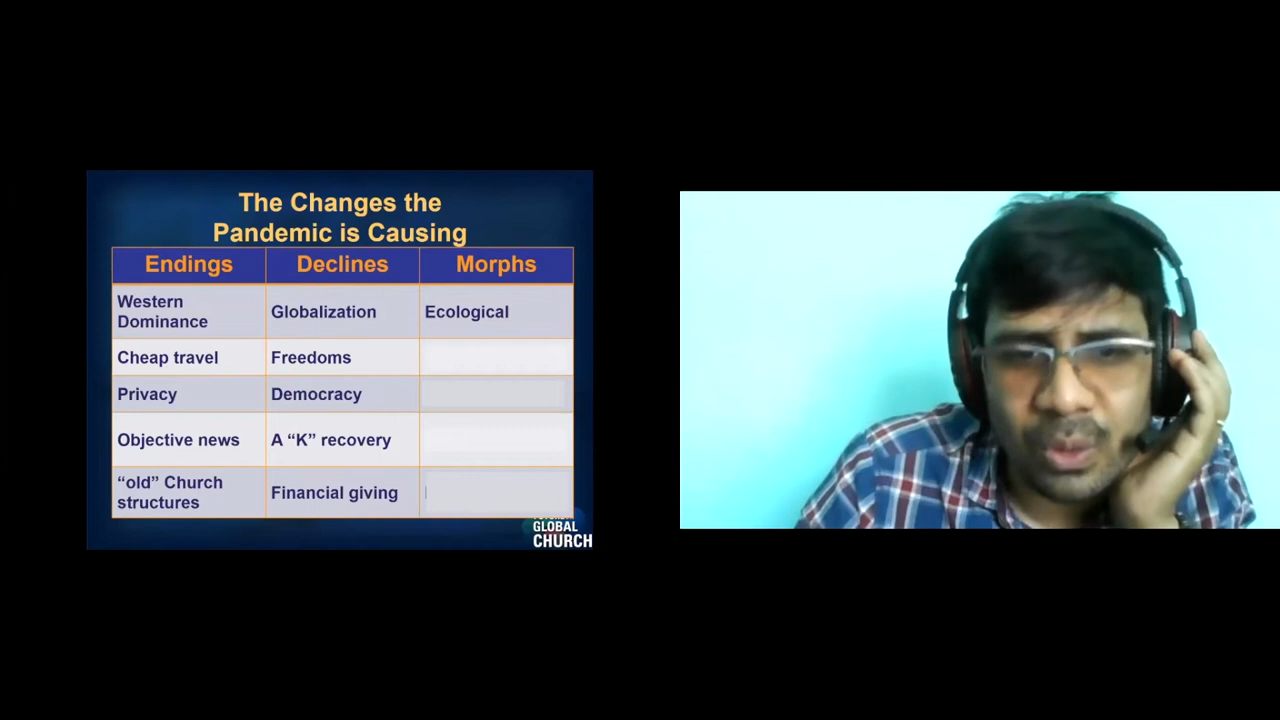 The Changes the
Pandemic is Causing
Endings Declines Morphs
Western
Dominance Globalization Ecological
Cheap travel Freedoms
Privacy Democracy
Objective news A “K” recovery
“old” Church
structures Financial giving
GLOBAL
CHURCH